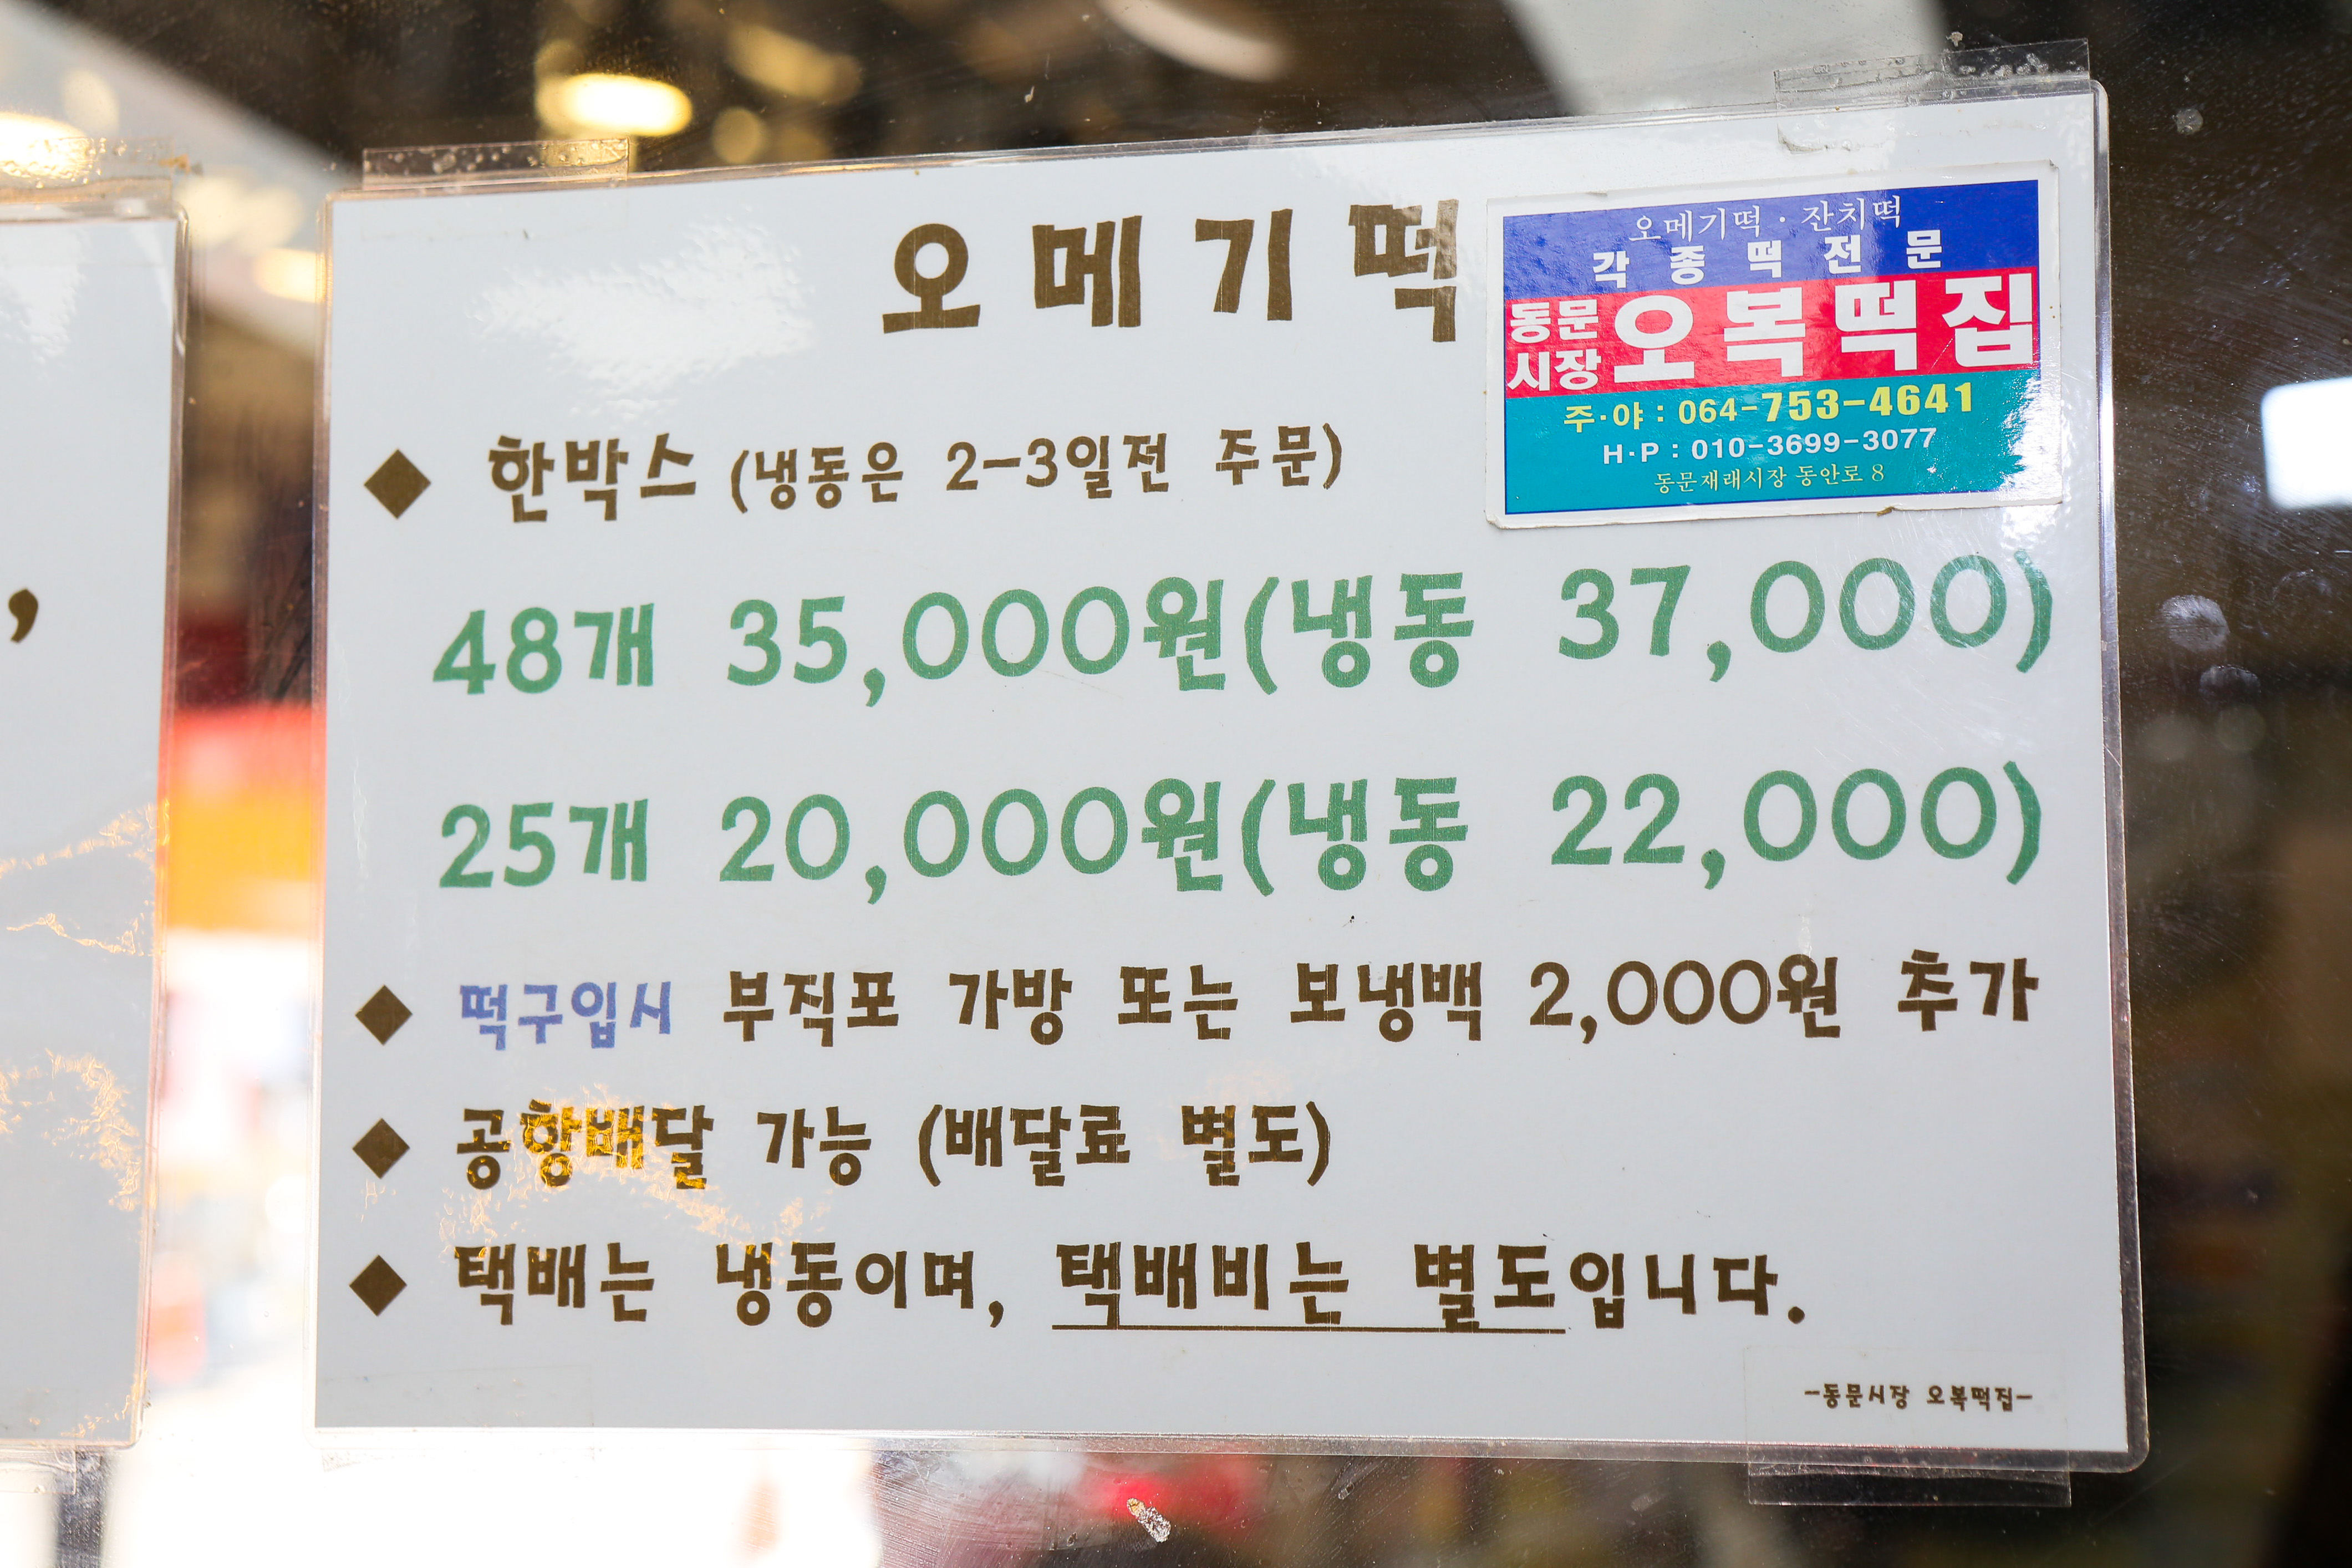 오메기떡
오메기떡·잔치떡
각종떡전문
동문시장 오복떡집
주·야 : 064-753-4641
H·P : 010-3699-3077
동문재래시장 동안로 8
◆ 한박스 (냉동은 2-3일전 주문)
48개 35,000원(냉동 37,000)
25개 20,000원(냉동 22,000)
◆ 떡구입시 부직포 가방 또는 보냉백 2,000원 추가
◆ 공항배달 가능 (배달료 별도)
◆ 택배는 냉동이며, 택배비는 별도입니다.
-동문시장 오복떡집-
,